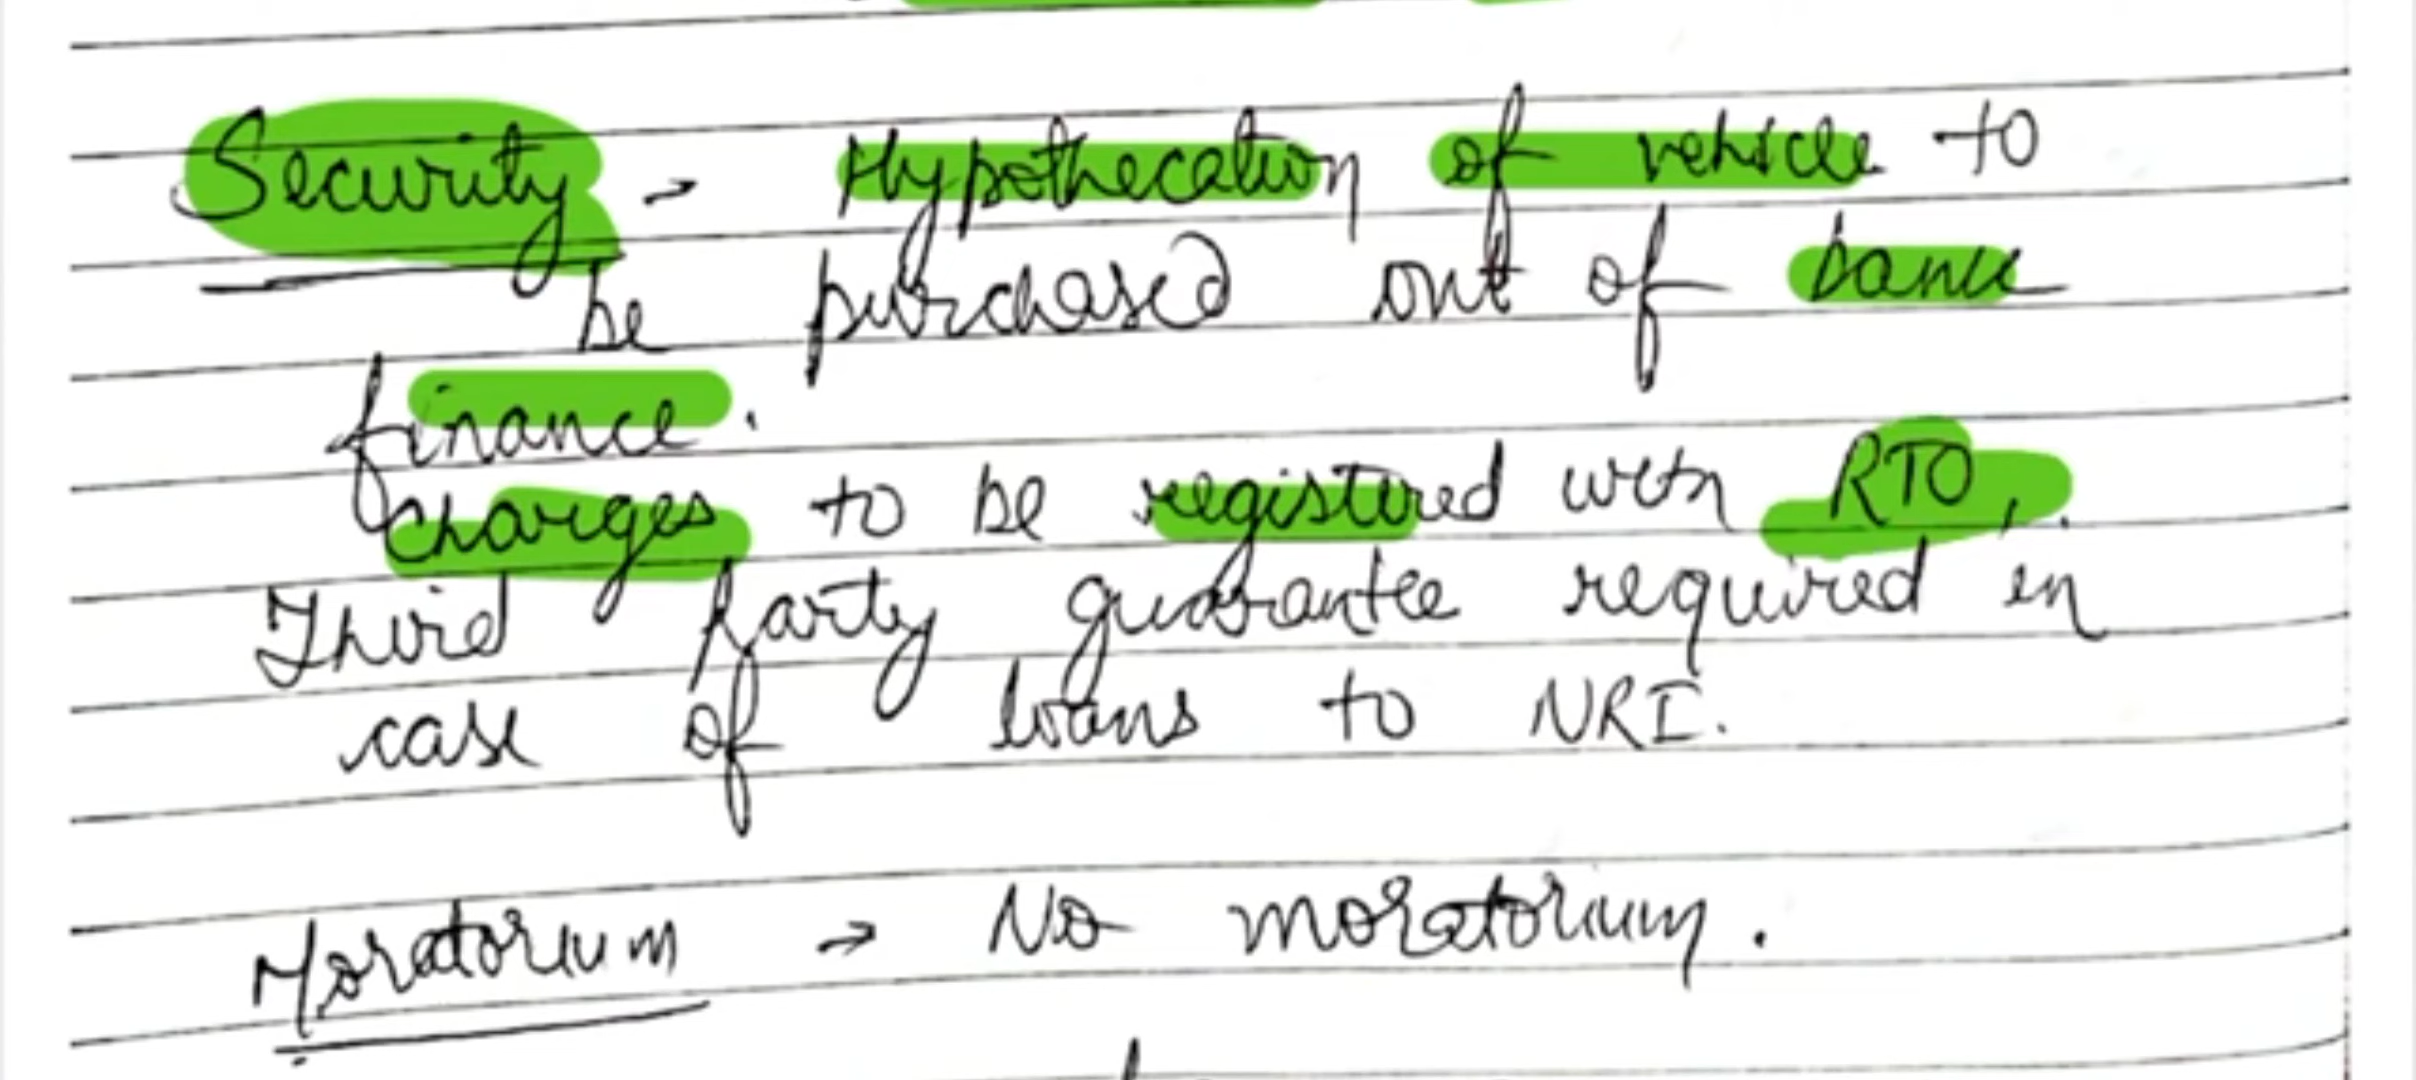 Security - Hypothecation of vehicle to
be purchased out of bank
finance.
charges to be registered with RTO,.
Third party guarantee required in
case of loans to NRI.
Moratorium → No moratorium.